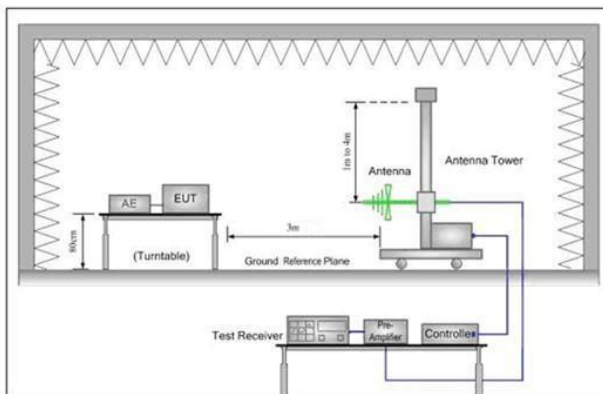 1m to 4m
Antenna
Antenna Tower
AE
EUT
80cm
(Turntable)
3m
Ground Reference Plane
Test Receiver
Pre-
Amplifier
Controller